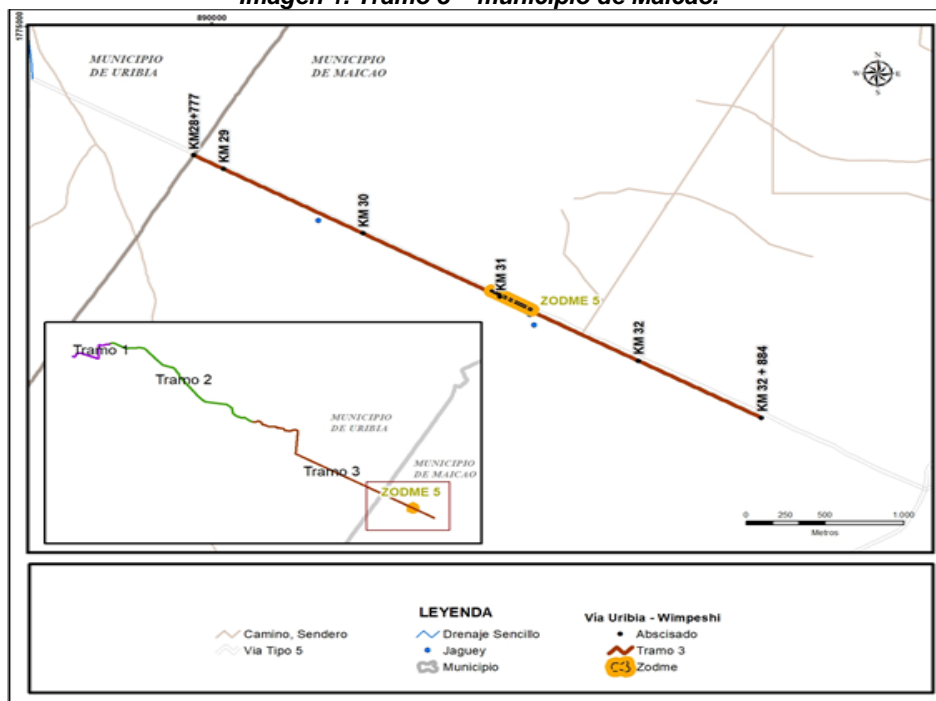 Imagen 1. Tramo 3 – municipio de Maicao.
1775000
890000
MUNICIPIO
DE URIBIA
MUNICIPIO
DE MAICAO
N
W
E
S
KM28+777
KM 29
KM 30
KM 31
ZODME 5
KM 32
KM 32 + 884
Tramo 1
Tramo 2
MUNICIPIO
DE URIBIA
Tramo 3
MUNICIPIO
DE MAICAO
ZODME 5
0 250 500 1.000
Metros
LEYENDA
Camino, Sendero
Via Tipo 5
Drenaje Sencillo
Jaguey
Municipio
Vía Uribia - Wimpeshi
Abscisado
Tramo 3
Zodme